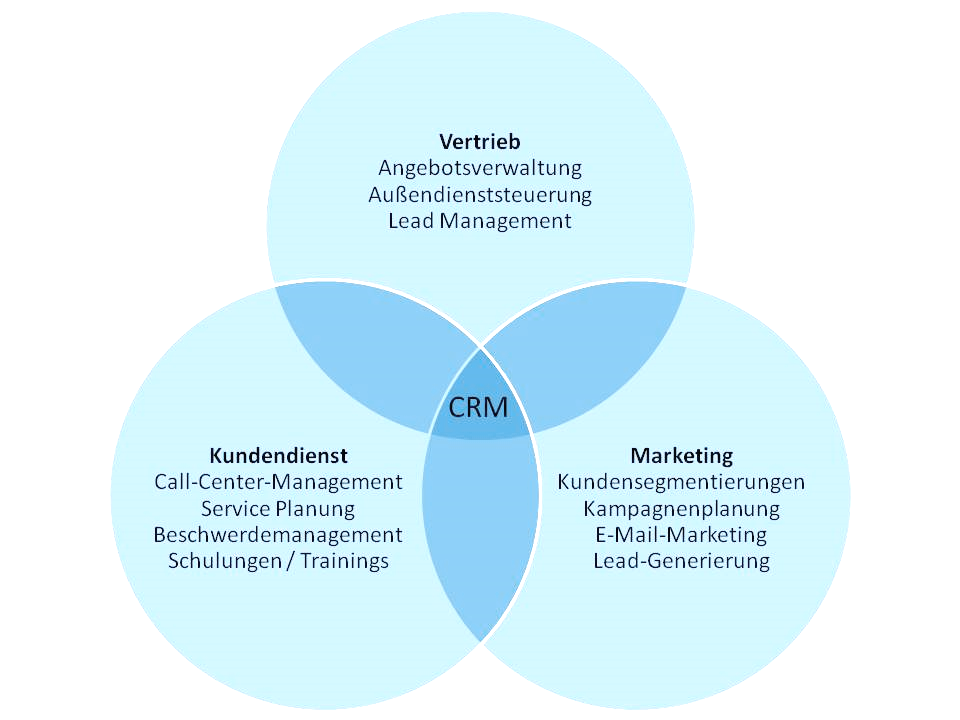 Vertrieb
Angebotsverwaltung
Außendienststeuerung
Lead Management
CRM
Kundendienst
Call-Center-Management
Service Planung
Beschwerdemanagement
Schulungen / Trainings
Marketing
Kundensegmentierungen
Kampagnenplanung
E-Mail-Marketing
Lead-Generierung